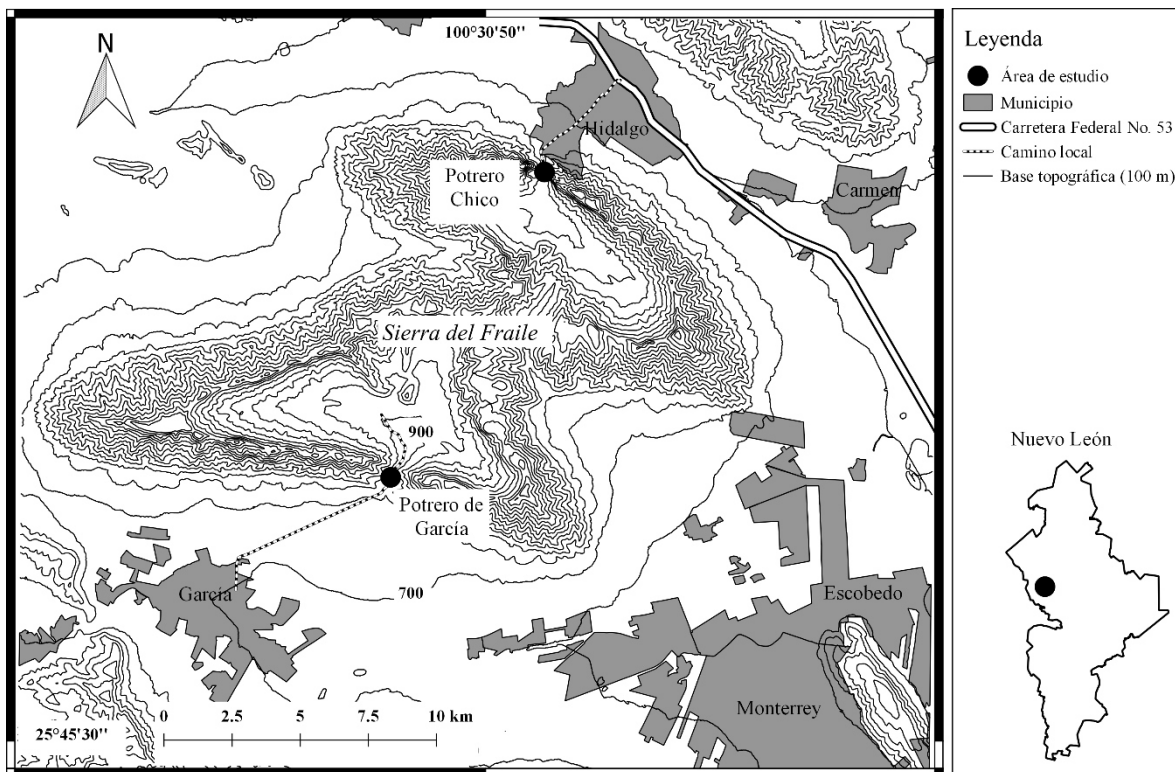 100°30'50''
N
Hidalgo
Potrero
Chico
Carmen
Sierra del Fraile
900
Potrero de
García
700
García
Escobedo
Monterrey
0 2.5 5 7.5 10 km
25°45'30''
Leyenda
Área de estudio
Municipio
Carretera Federal No. 53
Camino local
Base topográfica (100 m)
Nuevo León